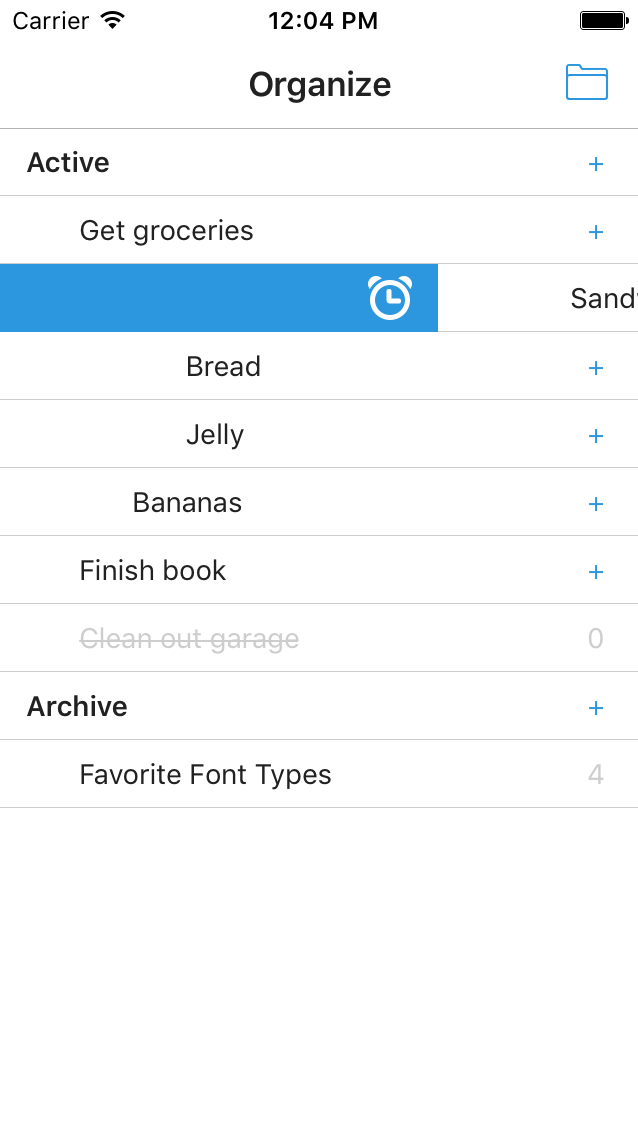 Carrier 12:04 PM
Organize
Active +
Get groceries +
Bread +
Jelly +
Bananas +
Finish book +
Clean out garage 0
Archive +
Favorite Font Types 4